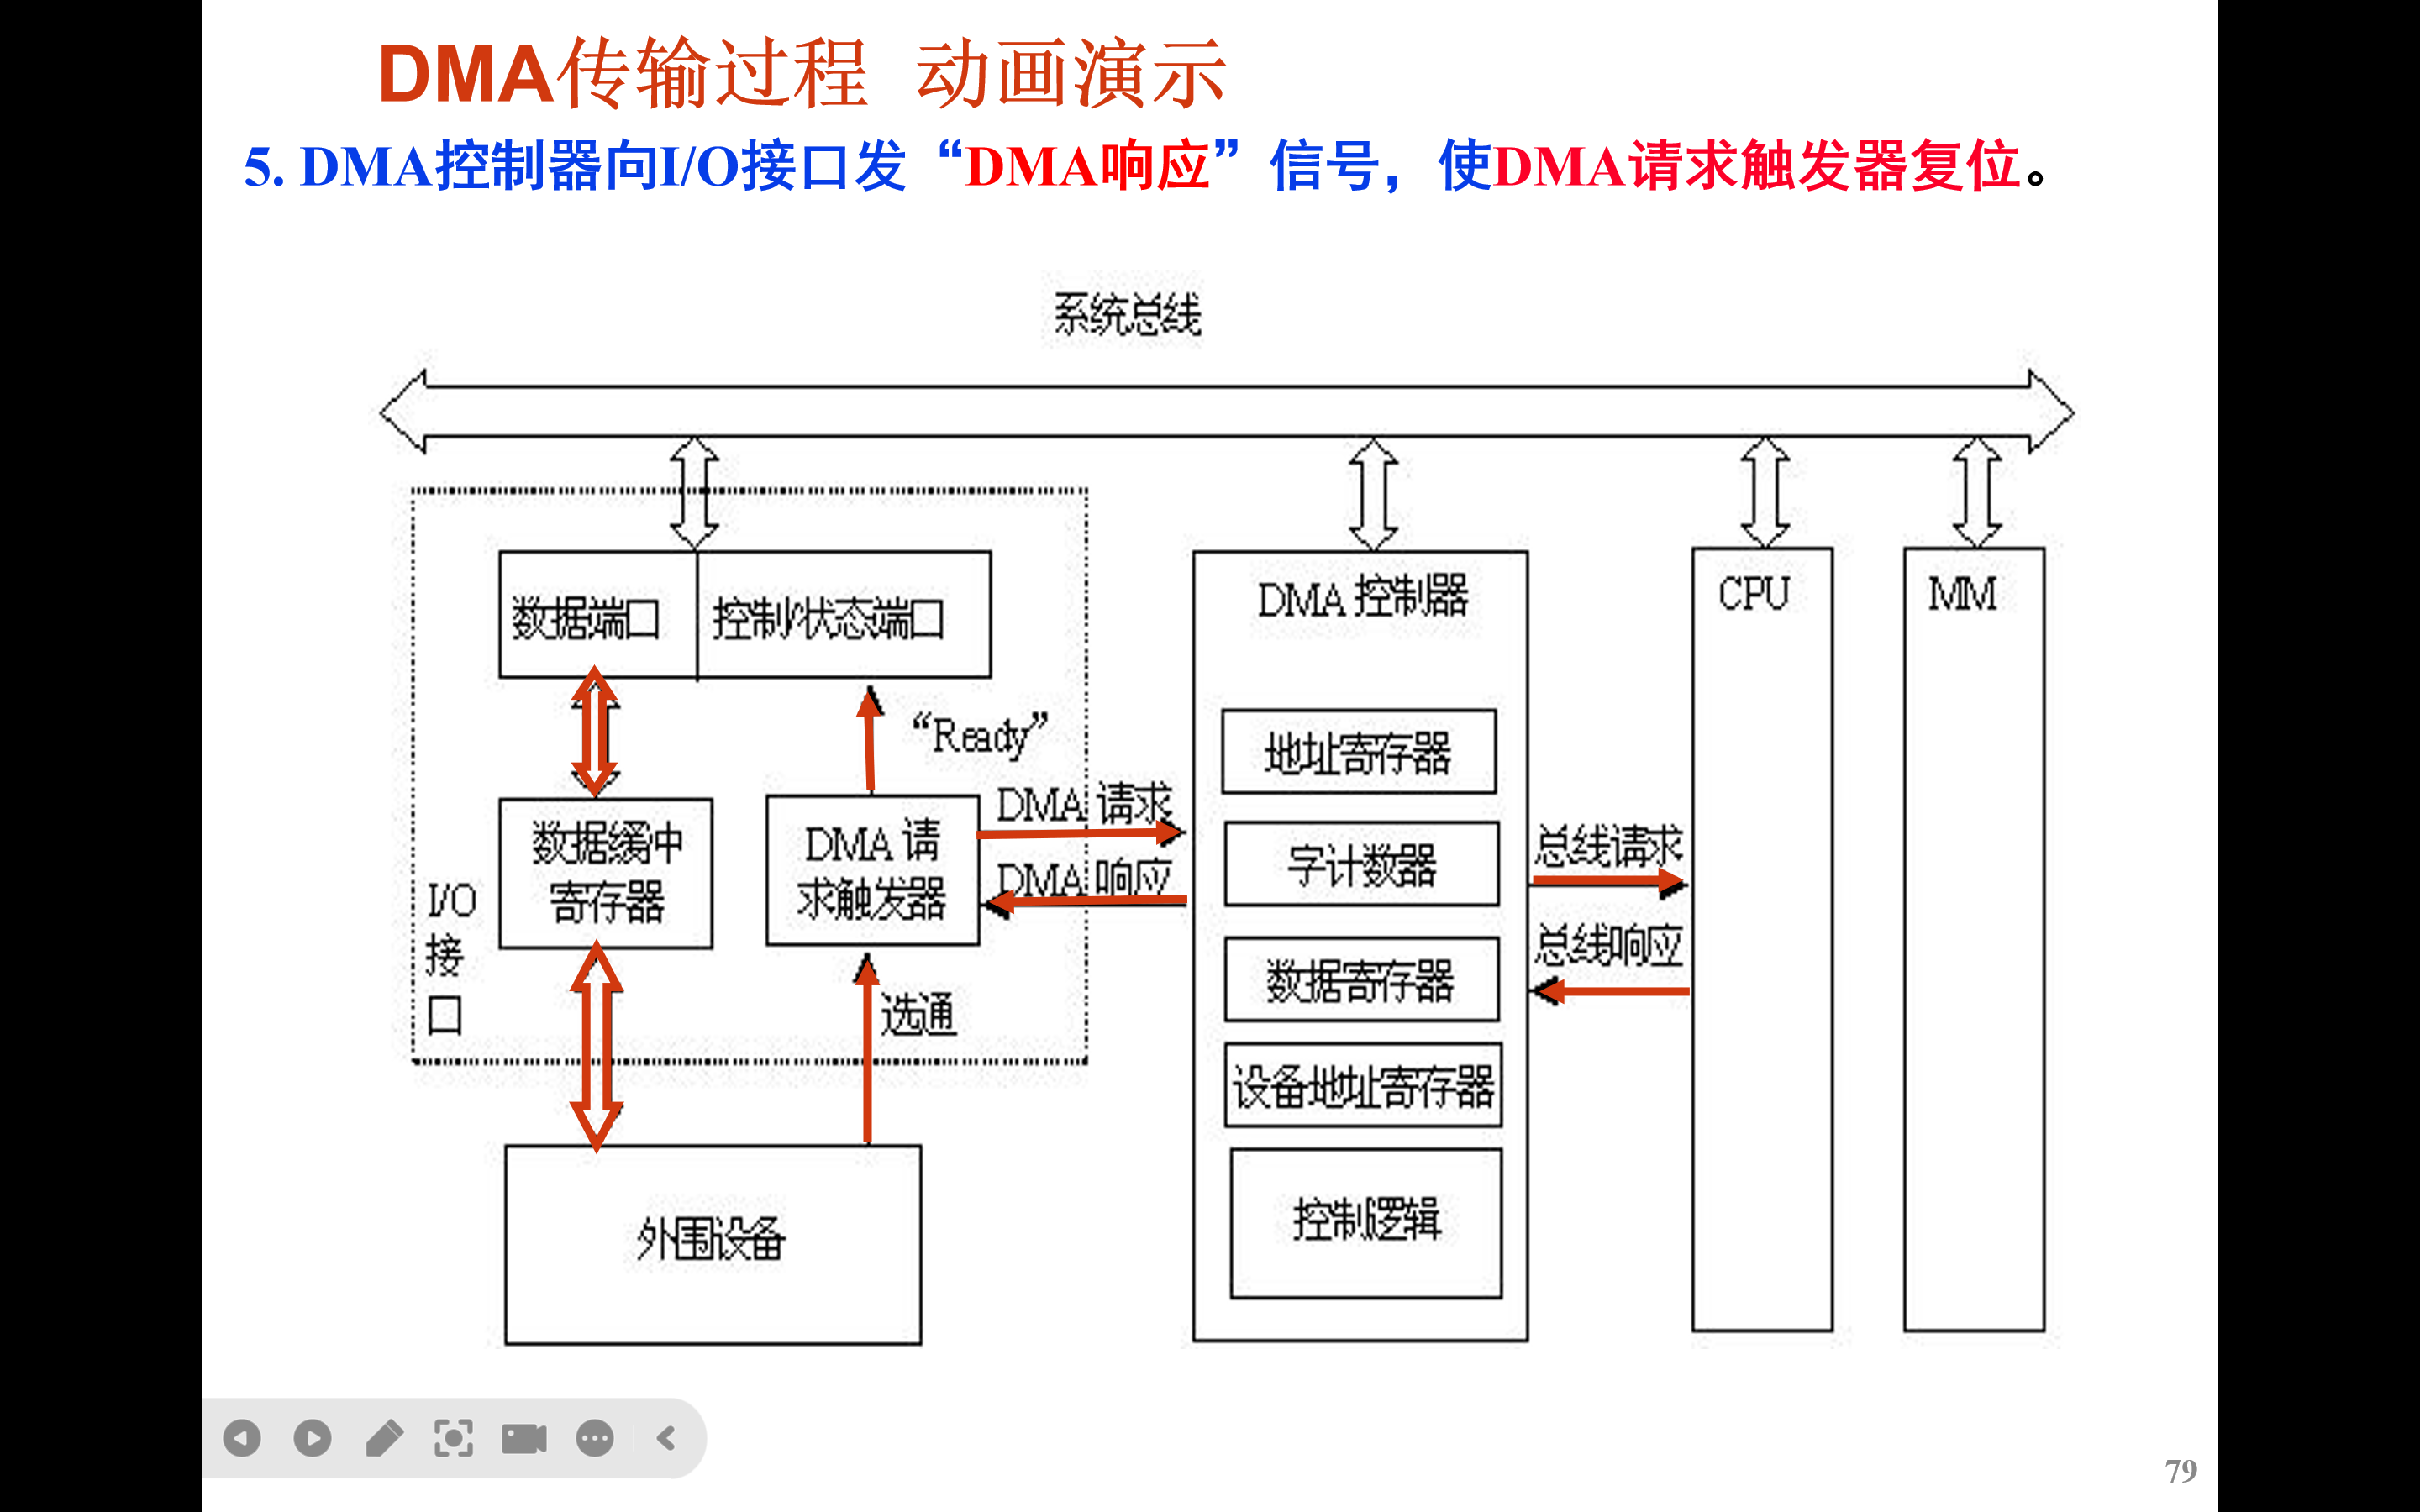 DMA传输过程 动画演示
5. DMA控制器向I/O接口发“DMA响应”信号，使DMA请求触发器复位。
系统总线
数据端口
控制/状态端口
“Ready”
数据缓冲
寄存器
DMA 请
求触发器
DMA 请求
DMA 响应
I/O
接
口
选通
外围设备
DMA 控制器
地址寄存器
字计数器
数据寄存器
设备地址寄存器
控制逻辑
总线请求
总线响应
CPU
MM
79